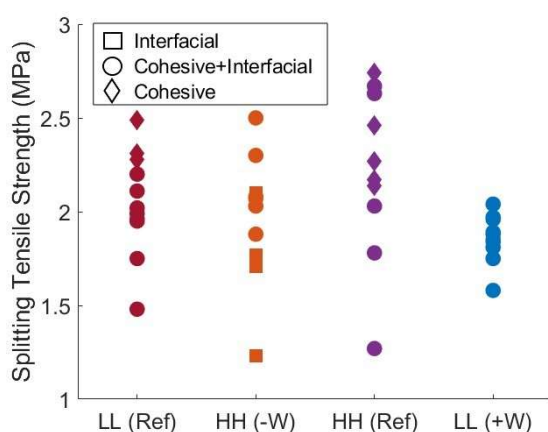 Splitting Tensile Strength (MPa)
3
2.5
2
1.5
1
Interfacial
Cohesive+Interfacial
Cohesive
LL (Ref)
HH (-W)
HH (Ref)
LL (+W)